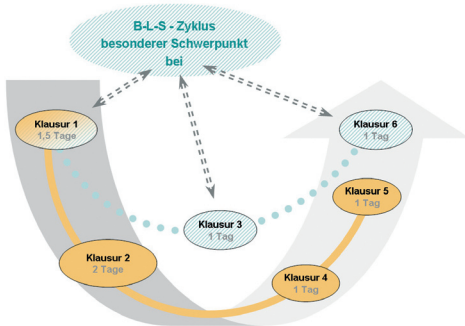 B-L-S - Zyklus
besonderer Schwerpunkt
bei
Klausur 1
1,5 Tage
Klausur 6
1 Tag
Klausur 5
1 Tag
Klausur 3
1 Tag
Klausur 2
2 Tage
Klausur 4
1 Tag